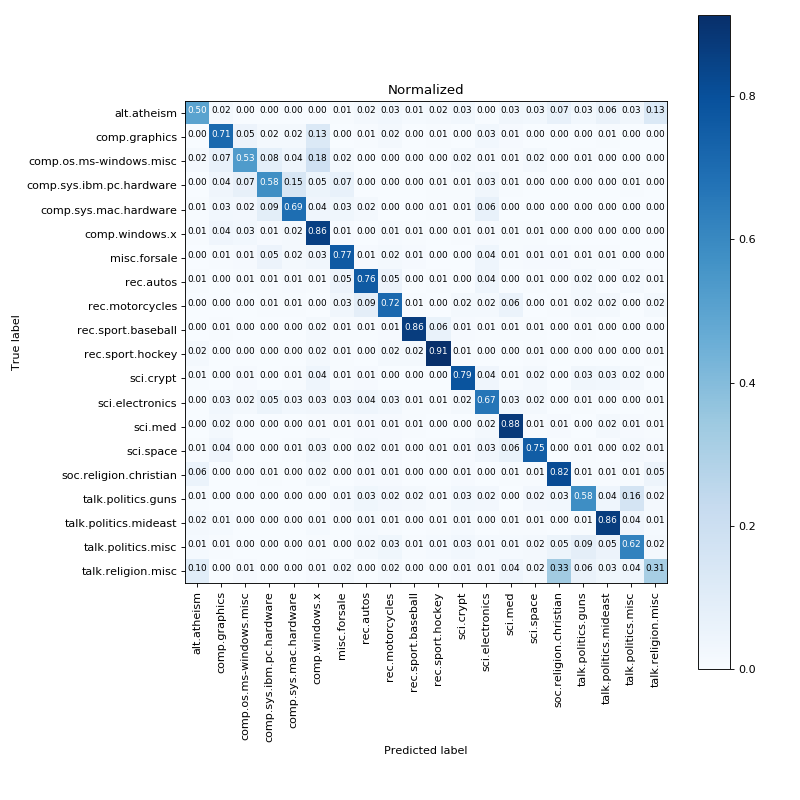 Normalized
alt.atheism 0.50 0.02 0.00 0.00 0.00 0.00 0.01 0.02 0.03 0.01 0.02 0.03 0.00 0.03 0.03 0.07 0.03 0.06 0.03 0.13
comp.graphics 0.00 0.71 0.05 0.02 0.02 0.13 0.00 0.01 0.02 0.00 0.01 0.00 0.03 0.01 0.00 0.00 0.00 0.01 0.00 0.00
comp.os.ms-windows.misc 0.02 0.07 0.53 0.08 0.04 0.18 0.02 0.00 0.00 0.00 0.00 0.02 0.01 0.01 0.02 0.00 0.01 0.00 0.00 0.00
comp.sys.ibm.pc.hardware 0.00 0.04 0.07 0.58 0.15 0.05 0.07 0.00 0.00 0.00 0.01 0.01 0.03 0.01 0.00 0.00 0.00 0.00 0.01 0.00
comp.sys.mac.hardware 0.01 0.03 0.02 0.09 0.69 0.04 0.03 0.02 0.00 0.00 0.01 0.01 0.06 0.00 0.00 0.00 0.00 0.00 0.00 0.00
comp.windows.x 0.01 0.04 0.03 0.01 0.02 0.86 0.00 0.00 0.00 0.00 0.01 0.00 0.01 0.00 0.01 0.01 0.00 0.00 0.00 0.00
misc.forsale 0.00 0.01 0.01 0.05 0.02 0.03 0.77 0.01 0.02 0.01 0.00 0.00 0.04 0.00 0.01 0.01 0.00 0.01 0.00 0.00
rec.autos 0.01 0.00 0.01 0.01 0.01 0.01 0.05 0.76 0.05 0.00 0.01 0.00 0.04 0.01 0.01 0.00 0.02 0.00 0.02 0.01
rec.motorcycles 0.00 0.00 0.00 0.01 0.01 0.00 0.03 0.09 0.72 0.01 0.00 0.02 0.02 0.06 0.01 0.00 0.02 0.02 0.00 0.02
rec.sport.baseball 0.00 0.01 0.00 0.00 0.00 0.02 0.01 0.01 0.01 0.86 0.06 0.01 0.01 0.01 0.01 0.00 0.01 0.00 0.00 0.00
rec.sport.hockey 0.02 0.00 0.00 0.00 0.00 0.02 0.01 0.00 0.02 0.02 0.91 0.01 0.00 0.00 0.01 0.00 0.00 0.00 0.00 0.01
sci.crypt 0.01 0.00 0.01 0.00 0.01 0.04 0.01 0.01 0.00 0.00 0.00 0.79 0.04 0.01 0.02 0.00 0.03 0.03 0.02 0.00
sci.electronics 0.00 0.03 0.02 0.05 0.03 0.03 0.03 0.04 0.03 0.01 0.01 0.02 0.67 0.03 0.02 0.00 0.00 0.01 0.00 0.00
sci.med 0.00 0.02 0.00 0.00 0.00 0.01 0.01 0.00 0.01 0.01 0.00 0.00 0.02 0.88 0.01 0.01 0.00 0.02 0.01 0.01
sci.space 0.01 0.04 0.00 0.00 0.01 0.03 0.00 0.02 0.01 0.01 0.00 0.01 0.03 0.06 0.75 0.00 0.01 0.00 0.02 0.01
soc.religion.christian 0.06 0.00 0.01 0.01 0.00 0.02 0.00 0.01 0.01 0.00 0.01 0.01 0.00 0.01 0.00 0.82 0.01 0.01 0.01 0.05
talk.politics.guns 0.01 0.00 0.00 0.00 0.00 0.01 0.00 0.03 0.02 0.02 0.01 0.03 0.02 0.00 0.02 0.03 0.58 0.04 0.16 0.02
talk.politics.mideast 0.02 0.01 0.00 0.00 0.00 0.01 0.00 0.01 0.01 0.01 0.00 0.01 0.00 0.01 0.00 0.00 0.01 0.86 0.04 0.01
talk.politics.misc 0.01 0.01 0.00 0.00 0.00 0.01 0.00 0.02 0.03 0.01 0.01 0.03 0.01 0.01 0.02 0.05 0.09 0.05 0.62 0.02
talk.religion.misc 0.10 0.00 0.01 0.00 0.00 0.01 0.02 0.00 0.02 0.00 0.00 0.01 0.01 0.04 0.02 0.33 0.06 0.03 0.04 0.31
True label
alt.atheism
comp.graphics
comp.os.ms-windows.misc
comp.sys.ibm.pc.hardware
comp.sys.mac.hardware
comp.windows.x
misc.forsale
rec.autos
rec.motorcycles
rec.sport.baseball
rec.sport.hockey
sci.crypt
sci.electronics
sci.med
sci.space
soc.religion.christian
talk.politics.guns
talk.politics.mideast
talk.politics.misc
talk.religion.misc
Predicted label
0.8
0.6
0.4
0.2
0.0